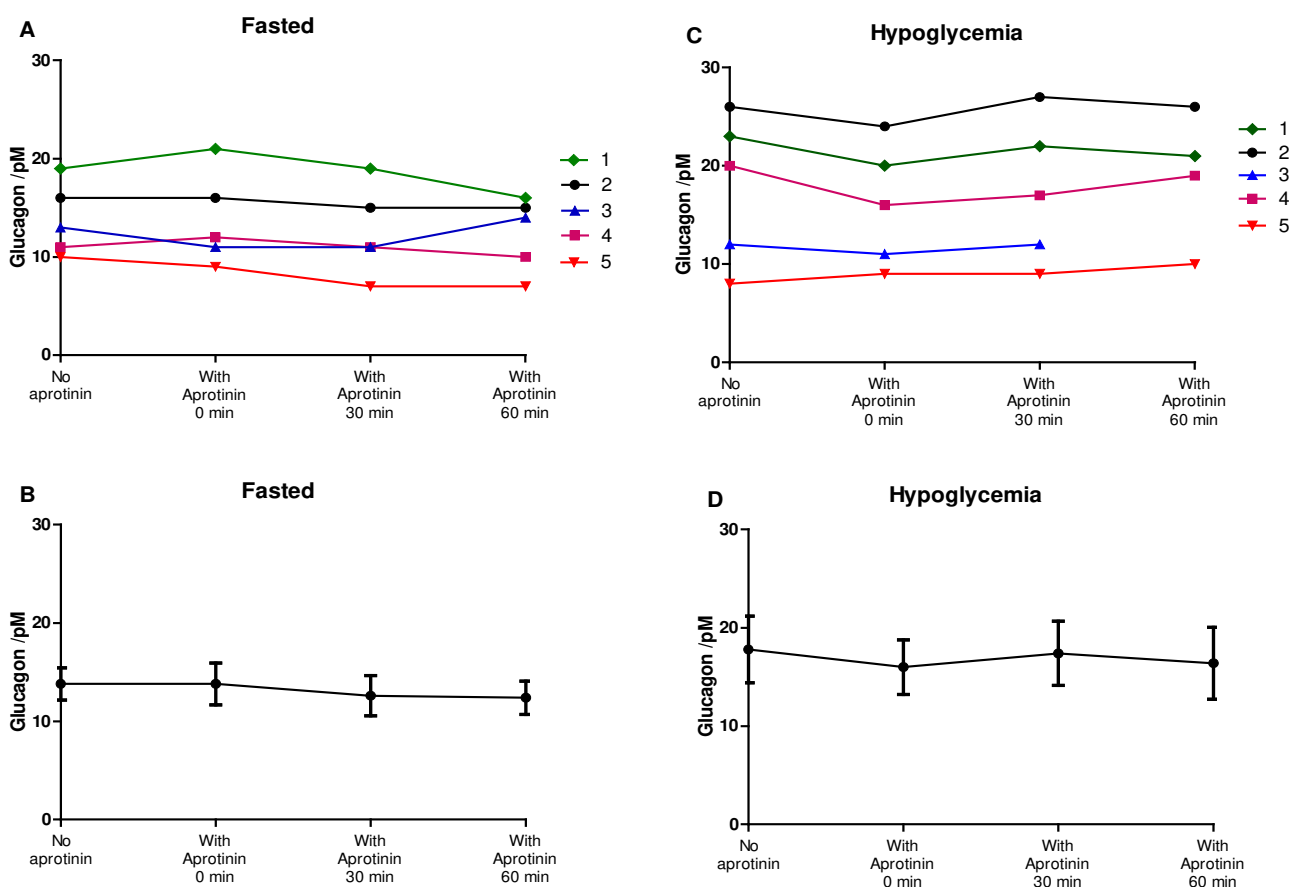 A
Fasted
30
20
10
0
Glucagon /pM
No
aprotinin
With
Aprotinin
0 min
With
Aprotinin
30 min
With
Aprotinin
60 min
1
2
3
4
5
C
Hypoglycemia
30
20
10
0
Glucagon /pM
No
aprotinin
With
Aprotinin
0 min
With
Aprotinin
30 min
With
Aprotinin
60 min
1
2
3
4
5
B
Fasted
30
20
10
0
Glucagon /pM
No
aprotinin
With
Aprotinin
0 min
With
Aprotinin
30 min
With
Aprotinin
60 min
D
Hypoglycemia
30
20
10
0
Glucagon /pM
No
aprotinin
With
Aprotinin
0 min
With
Aprotinin
30 min
With
Aprotinin
60 min